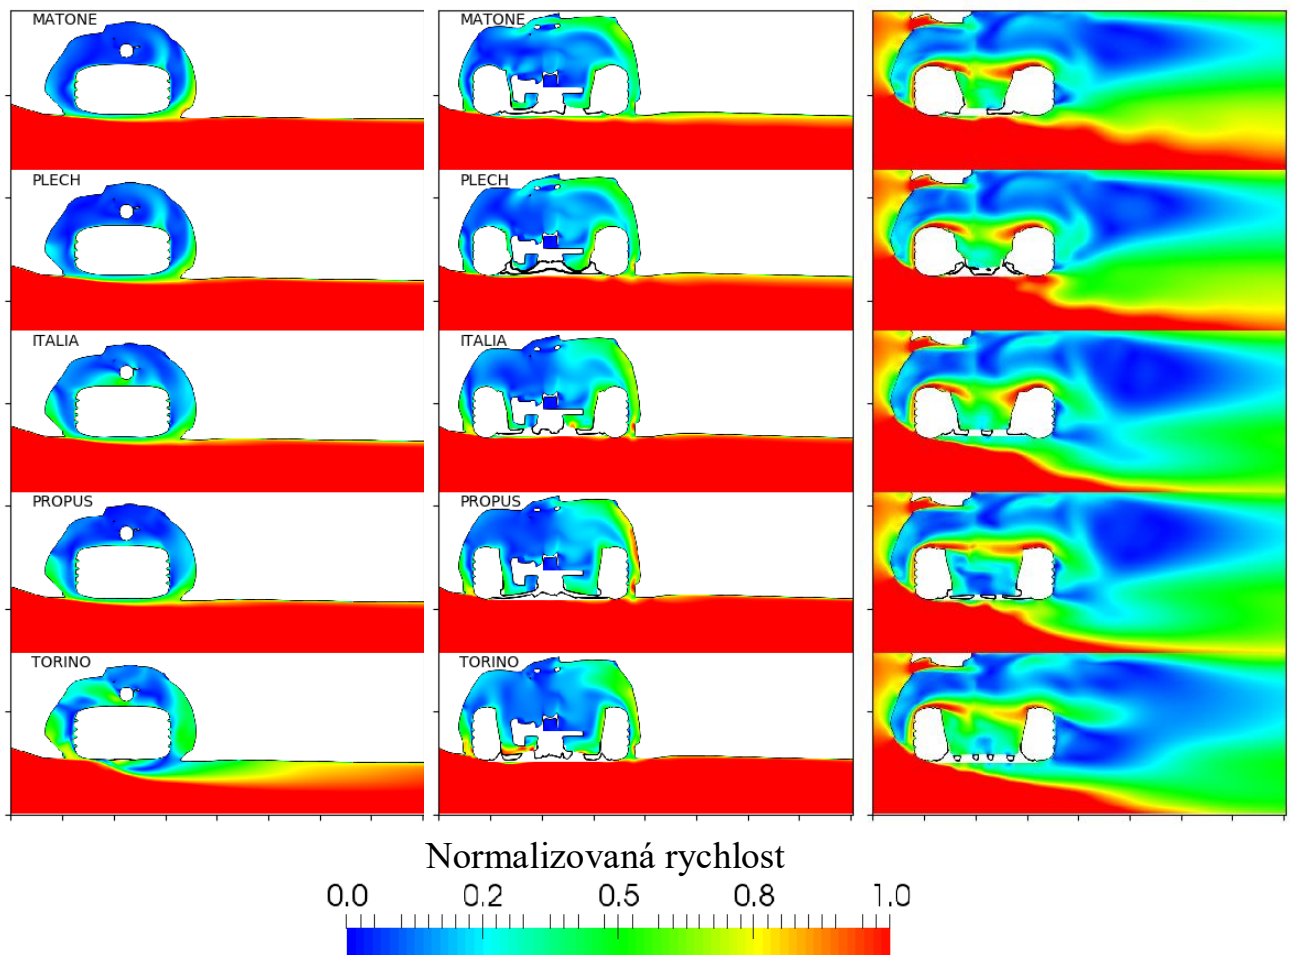 MATONE
MATONE
PLECH
PLECH
ITALIA
ITALIA
PROPUS
PROPUS
TORINO
TORINO
Normalizovaná rychlost
0.0 0.2 0.5 0.8 1.0